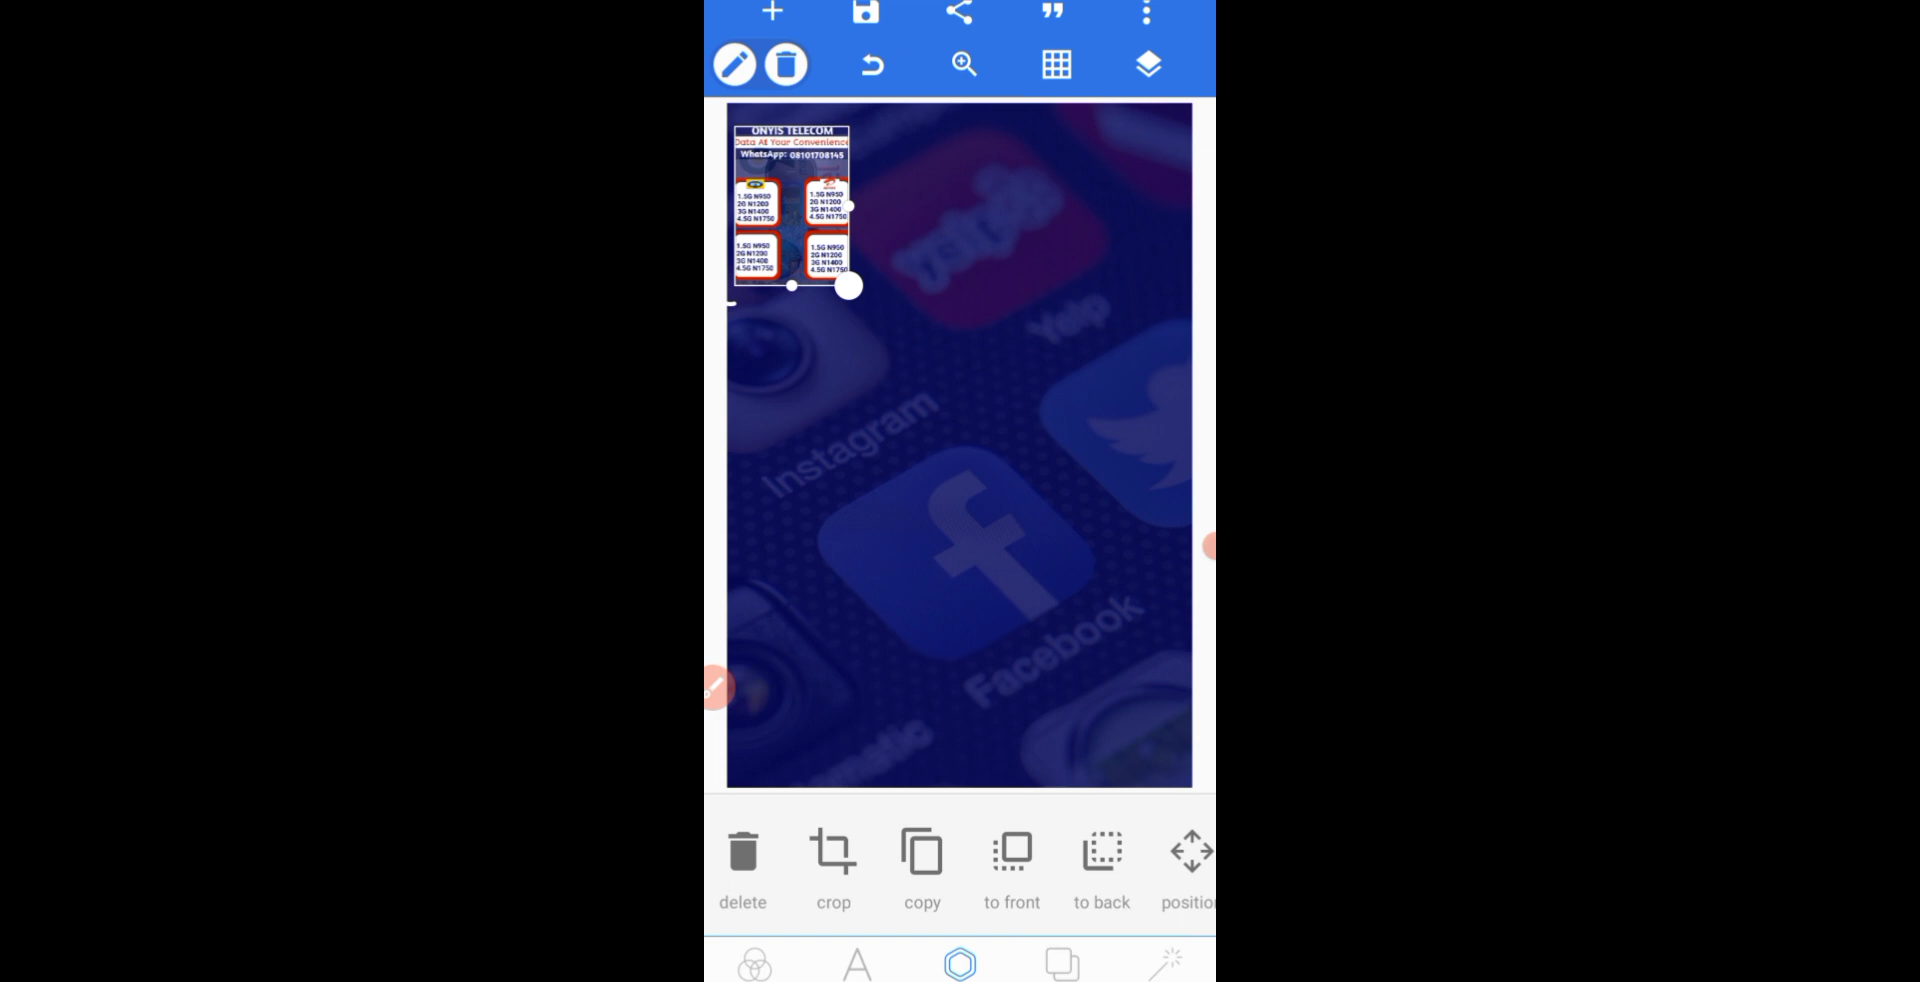 ONYIS TELECOM
Data At Your Convenience
WhatsApp: 08101708145
1.5G N950
2G N1200
3G N1400
4.5G N1750
1.5G N950
2G N1200
3G N1400
4.5G N1750
1.5G N950
2G N1200
3G N1400
4.5G N1750
1.5G N950
2G N1200
3G N1400
4.5G N1750
yelp
Yelp
Instagram
Facebook
delete
crop
copy
to front
to back
position